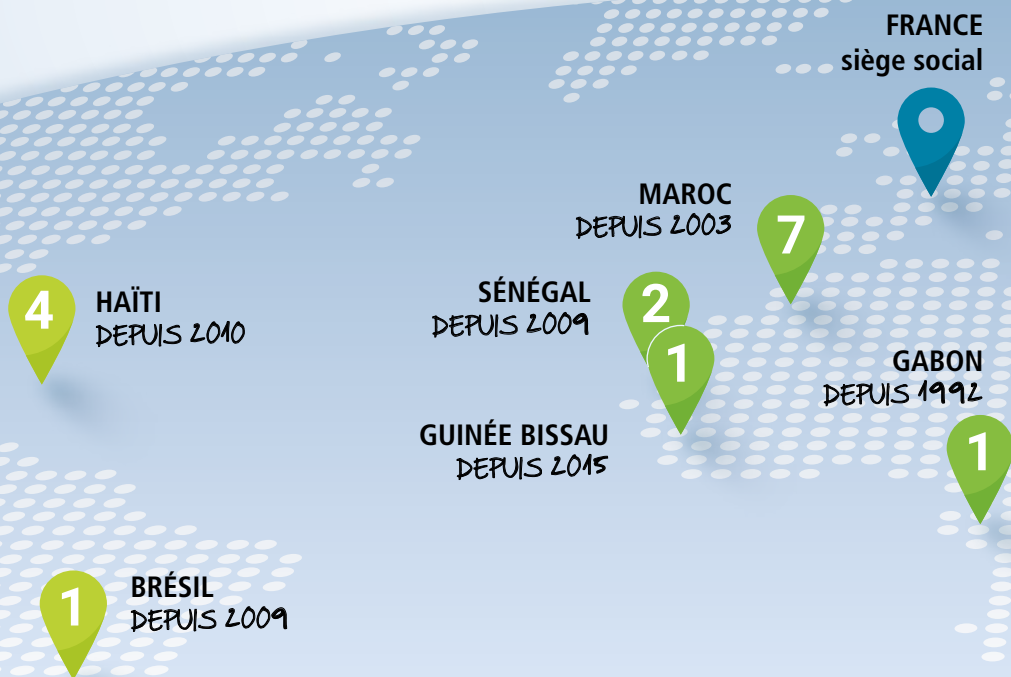 FRANCE
siège social
MAROC
DEPUIS 2003
7
4
HAÏTI
DEPUIS 2010
SÉNÉGAL
DEPUIS 2009
2
1
GABON
DEPUIS 1992
1
GUINÉE BISSAU
DEPUIS 2015
1
BRÉSIL
DEPUIS 2009